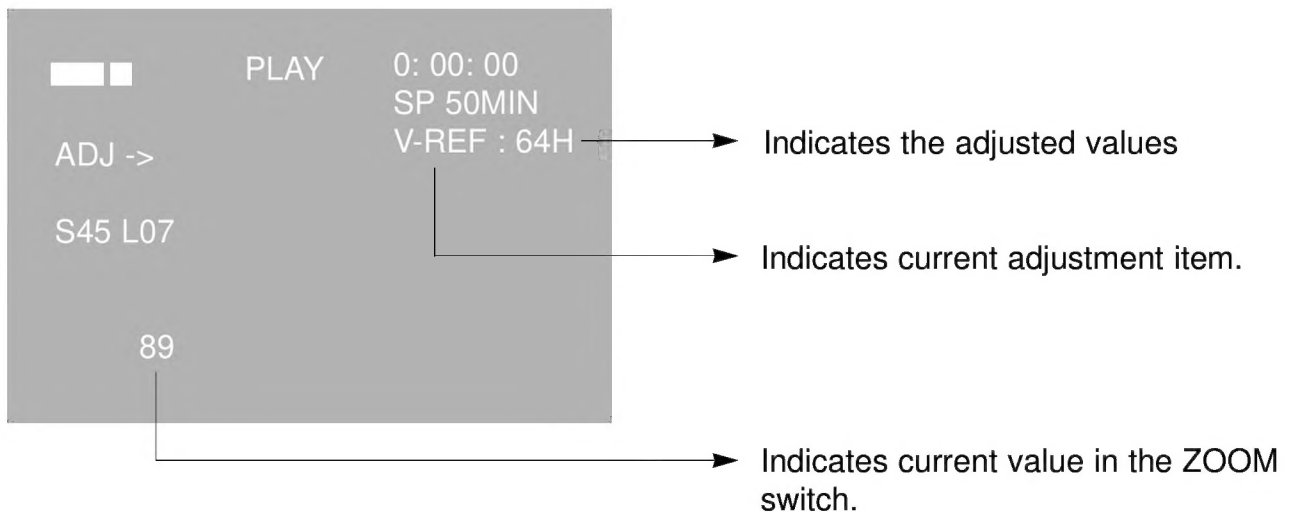 PLAY 0: 00: 00
SP 50MIN
V-REF : 64H
Indicates the adjusted values
ADJ ->
S45 L07
Indicates current adjustment item.
89
Indicates current value in the ZOOM
switch.